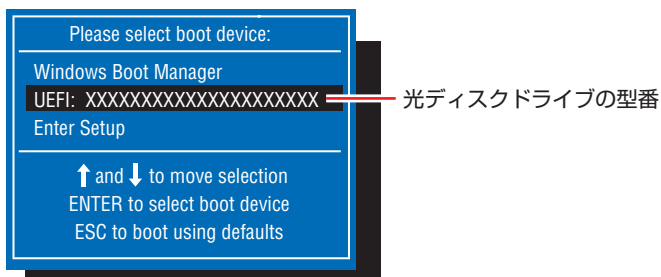 Please select boot device:
Windows Boot Manager
UEFI: XXXXXXXXXXXXXXXXXXXXX
光ディスクドライブの型番
Enter Setup
↑ and ↓ to move selection
ENTER to select boot device
ESC to boot using defaults